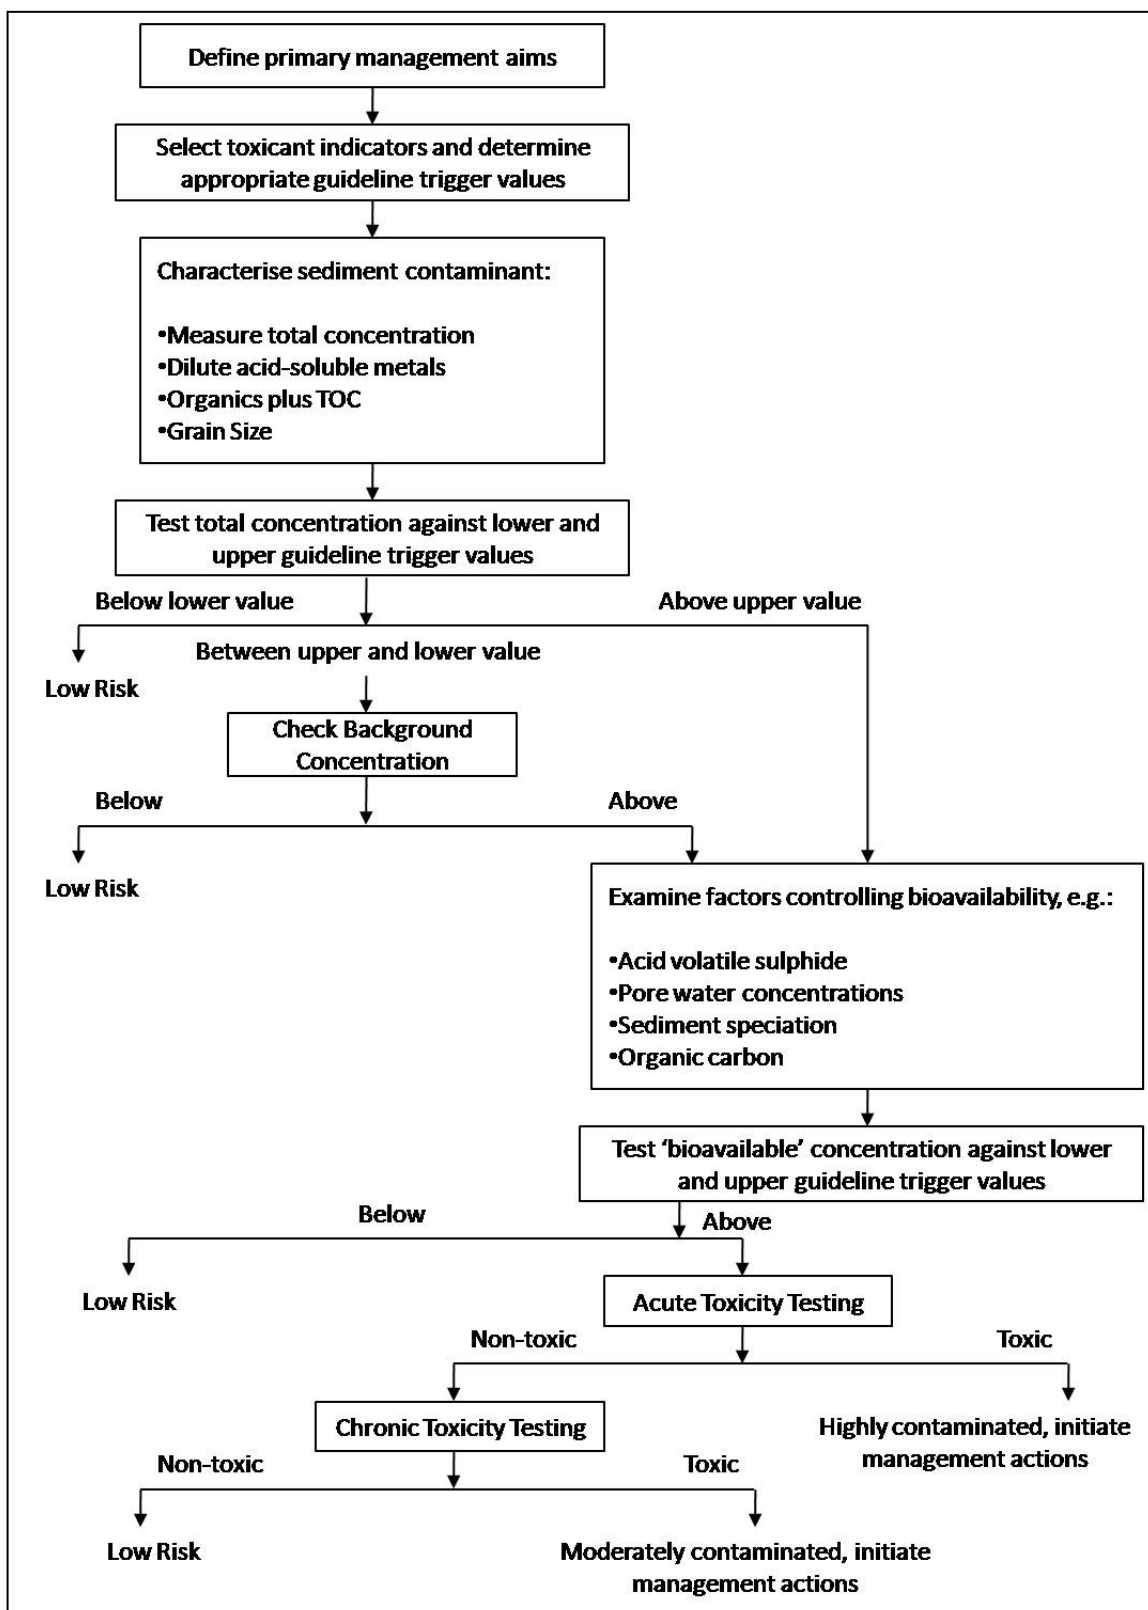 Define primary management aims
Select toxicant indicators and determine
appropriate guideline trigger values
Characterise sediment contaminant:
•Measure total concentration
•Dilute acid-soluble metals
•Organics plus TOC
•Grain Size
Test total concentration against lower and
upper guideline trigger values
Below lower value
Above upper value
Between upper and lower value
Low Risk
Check Background
Concentration
Below
Above
Low Risk
Examine factors controlling bioavailability, e.g.:
•Acid volatile sulphide
•Pore water concentrations
•Sediment speciation
•Organic carbon
Test ‘bioavailable’ concentration against lower
and upper guideline trigger values
Below
Above
Low Risk
Acute Toxicity Testing
Non-toxic
Toxic
Chronic Toxicity Testing
Highly contaminated, initiate
management actions
Non-toxic
Toxic
Low Risk
Moderately contaminated, initiate
management actions